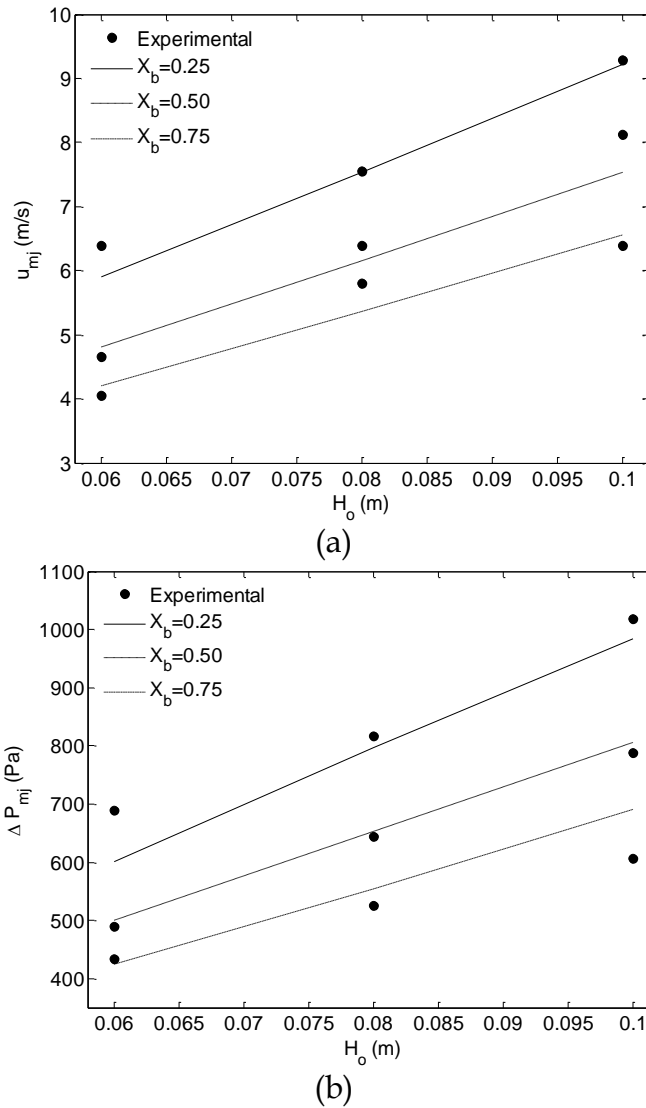 10
9
8
7
6
5
4
3
u_mj (m/s)
Experimental
X_b=0.25
X_b=0.50
X_b=0.75
0.06 0.065 0.07 0.075 0.08 0.085 0.09 0.095 0.1
H_o (m)
(a)
1100
1000
900
800
700
600
500
400
Δ P_mj (Pa)
Experimental
X_b=0.25
X_b=0.50
X_b=0.75
0.06 0.065 0.07 0.075 0.08 0.085 0.09 0.095 0.1
H_o (m)
(b)